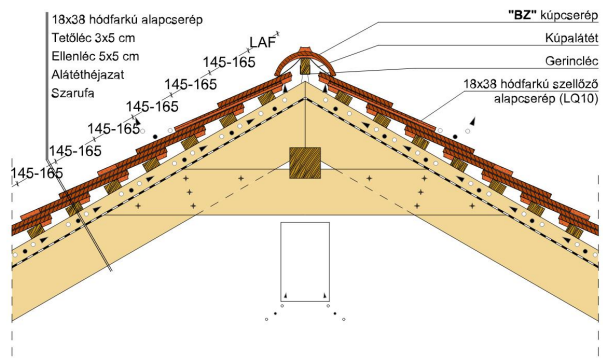 18x38 hódfarkú alapcserép
Tetőléc 3x5 cm
Ellenléc 5x5 cm
Alátéthéjazat
Szarufa
"BZ" kúpcserép
Kúpalátét
Gerincléc
18x38 hódfarkú szellőző
alapcserép (LQ10)
LAF
145-165
145-165
145-165
145-165
145-165
145-165